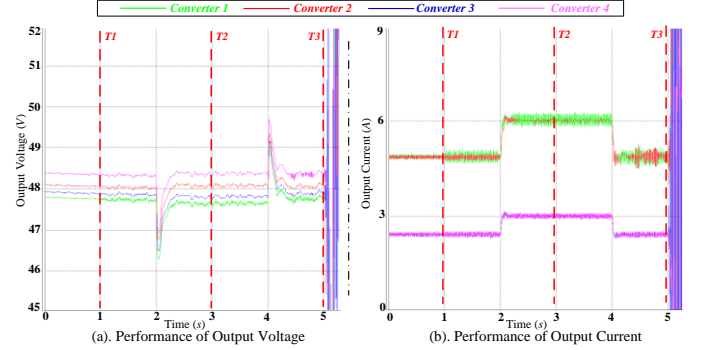 Converter 1 Converter 2 Converter 3 Converter 4
52
51
50
49
48
47
46
45
Output Voltage (V)
T1 T2 T3
0 1 2 3 4 5
Time (s)
(a). Performance of Output Voltage
9
6
3
0
Output Current (A)
T1 T2 T3
0 1 2 3 4 5
Time (s)
(b). Performance of Output Current